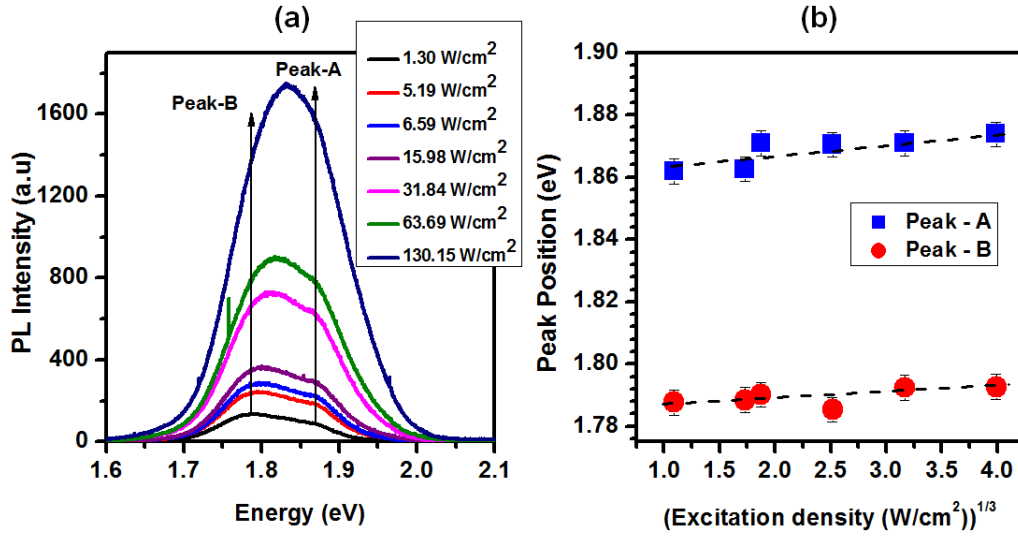 (a)
PL Intensity (a.u)
1600
1200
800
400
0
1.6 1.7 1.8 1.9 2.0 2.1
Energy (eV)
Peak-B
Peak-A
1.30 W/cm²
5.19 W/cm²
6.59 W/cm²
15.98 W/cm²
31.84 W/cm²
63.69 W/cm²
130.15 W/cm²
(b)
Peak Position (eV)
1.90
1.88
1.86
1.84
1.82
1.80
1.78
1.0 1.5 2.0 2.5 3.0 3.5 4.0
(Excitation density (W/cm²))¹ᐟ³
Peak - A
Peak - B